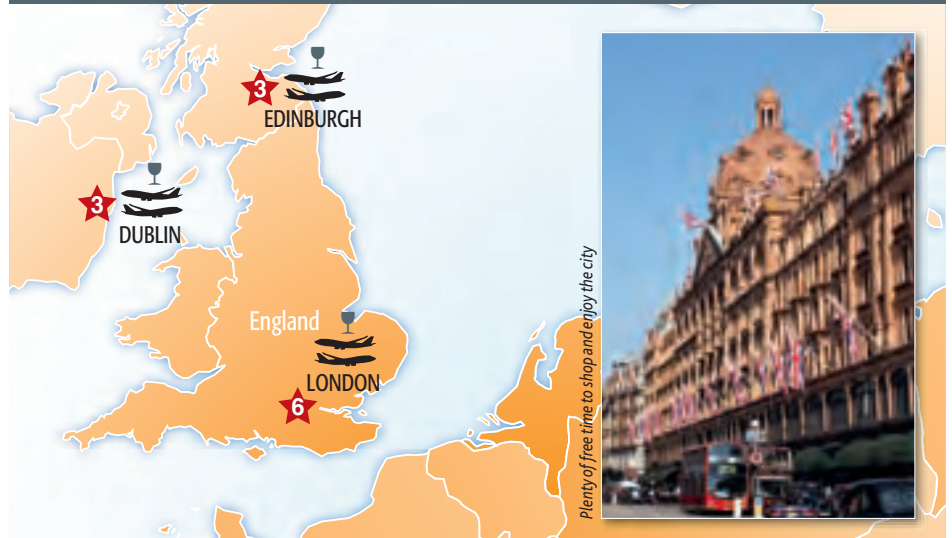 3
EDINBURGH
3
DUBLIN
England
LONDON
6
Plenty of free time to shop and enjoy the city